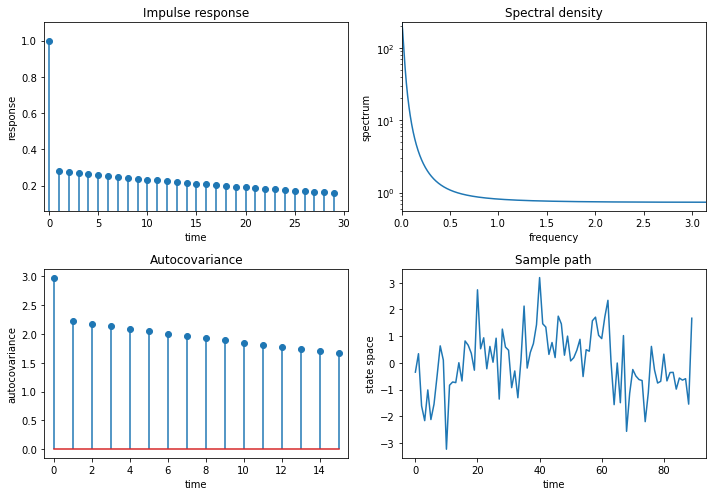 Impulse response
1.0
0.8
0.6
0.4
0.2
response
0 5 10 15 20 25 30
time
Spectral density
10²
10¹
10⁰
spectrum
0.0 0.5 1.0 1.5 2.0 2.5 3.0
frequency
Autocovariance
3.0
2.5
2.0
1.5
1.0
0.5
0.0
autocovariance
0 2 4 6 8 10 12 14
time
Sample path
3
2
1
0
−1
−2
−3
state space
0 20 40 60 80
time